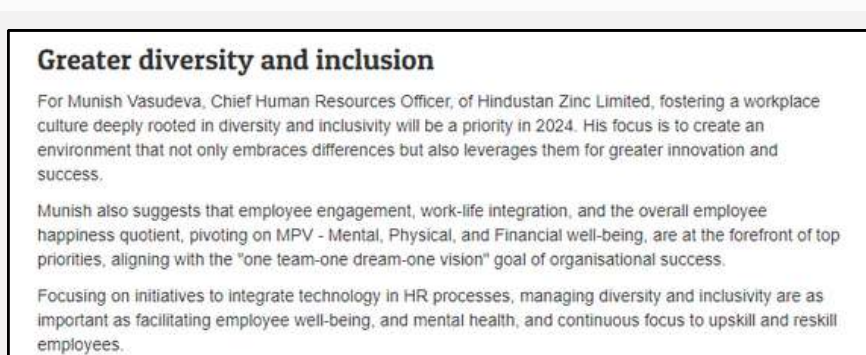 Greater diversity and inclusion
For Munish Vasudeva, Chief Human Resources Officer, of Hindustan Zinc Limited, fostering a workplace
culture deeply rooted in diversity and inclusivity will be a priority in 2024. His focus is to create an
environment that not only embraces differences but also leverages them for greater innovation and
success.
Munish also suggests that employee engagement, work-life integration, and the overall employee
happiness quotient, pivoting on MPV - Mental, Physical, and Financial well-being, are at the forefront of top
priorities, aligning with the "one team-one dream-one vision" goal of organisational success.
Focusing on initiatives to integrate technology in HR processes, managing diversity and inclusivity are as
important as facilitating employee well-being, and mental health, and continuous focus to upskill and reskill
employees.